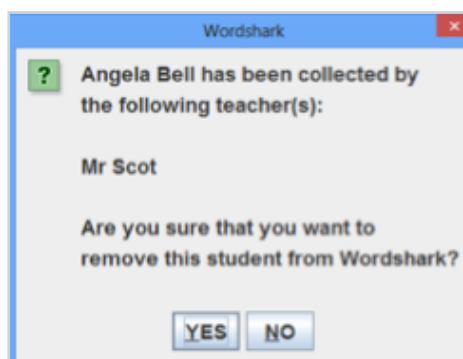 Wordshark
Angela Bell has been collected by
the following teacher(s):
Mr Scot
Are you sure that you want to
remove this student from Wordshark?
YES NO